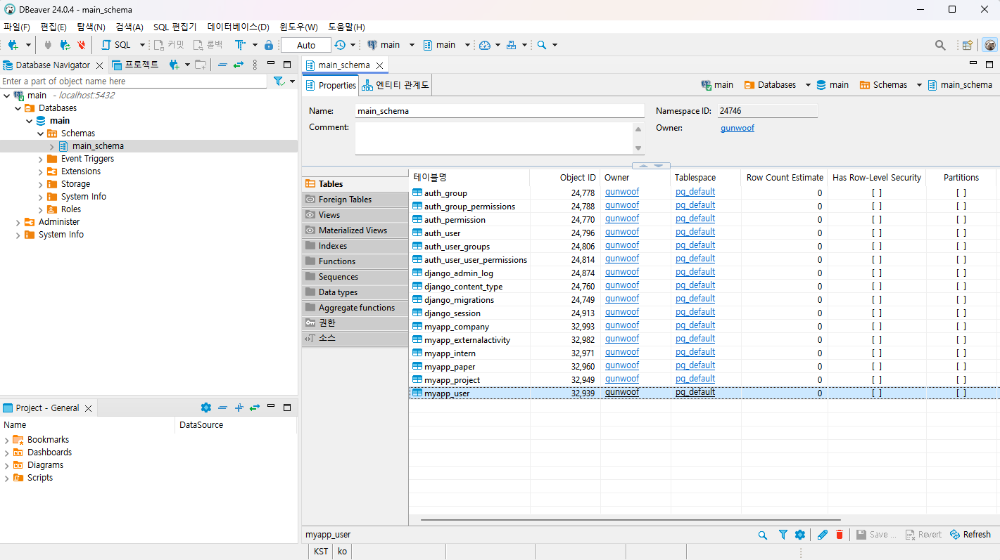 DBeaver 24.0.4 - main_schema
파일(F) 편집(E) 탐색(N) 검색(A) SQL 편집기 데이터베이스(D) 윈도우(W) 도움말(H)
SQL 커밋 롤백 Auto main main
Database Navigator 프로젝트
Enter a part of object name here
main - localhost:5432
Databases
main
Schemas
main_schema
Event Triggers
Extensions
Storage
System Info
Roles
Administer
System Info
Project - General
Name DataSource
Bookmarks
Dashboards
Diagrams
Scripts
main_schema
Properties 엔티티 관계도 main Databases main Schemas main_schema
Name: main_schema Namespace ID: 24746
Comment: Owner: gunwoof
Tables
Foreign Tables
Views
Materialized Views
Indexes
Functions
Sequences
Data types
Aggregate functions
권한
소스
테이블명 Object ID Owner Tablespace Row Count Estimate Has Row-Level Security Partitions
auth_group 24,778 gunwoof pg_default 0 [ ] [ ]
auth_group_permissions 24,788 gunwoof pg_default 0 [ ] [ ]
auth_permission 24,770 gunwoof pg_default 0 [ ] [ ]
auth_user 24,796 gunwoof pg_default 0 [ ] [ ]
auth_user_groups 24,806 gunwoof pg_default 0 [ ] [ ]
auth_user_user_permissions 24,814 gunwoof pg_default 0 [ ] [ ]
django_admin_log 24,874 gunwoof pg_default 0 [ ] [ ]
django_content_type 24,760 gunwoof pg_default 0 [ ] [ ]
django_migrations 24,749 gunwoof pg_default 0 [ ] [ ]
django_session 24,913 gunwoof pg_default 0 [ ] [ ]
myapp_company 32,993 gunwoof pg_default 0 [ ] [ ]
myapp_externalactivity 32,982 gunwoof pg_default 0 [ ] [ ]
myapp_intern 32,971 gunwoof pg_default 0 [ ] [ ]
myapp_paper 32,960 gunwoof pg_default 0 [ ] [ ]
myapp_project 32,949 gunwoof pg_default 0 [ ] [ ]
myapp_user 32,939 gunwoof pg_default 0 [ ] [ ]
myapp_user Save ... Revert Refresh
KST ko